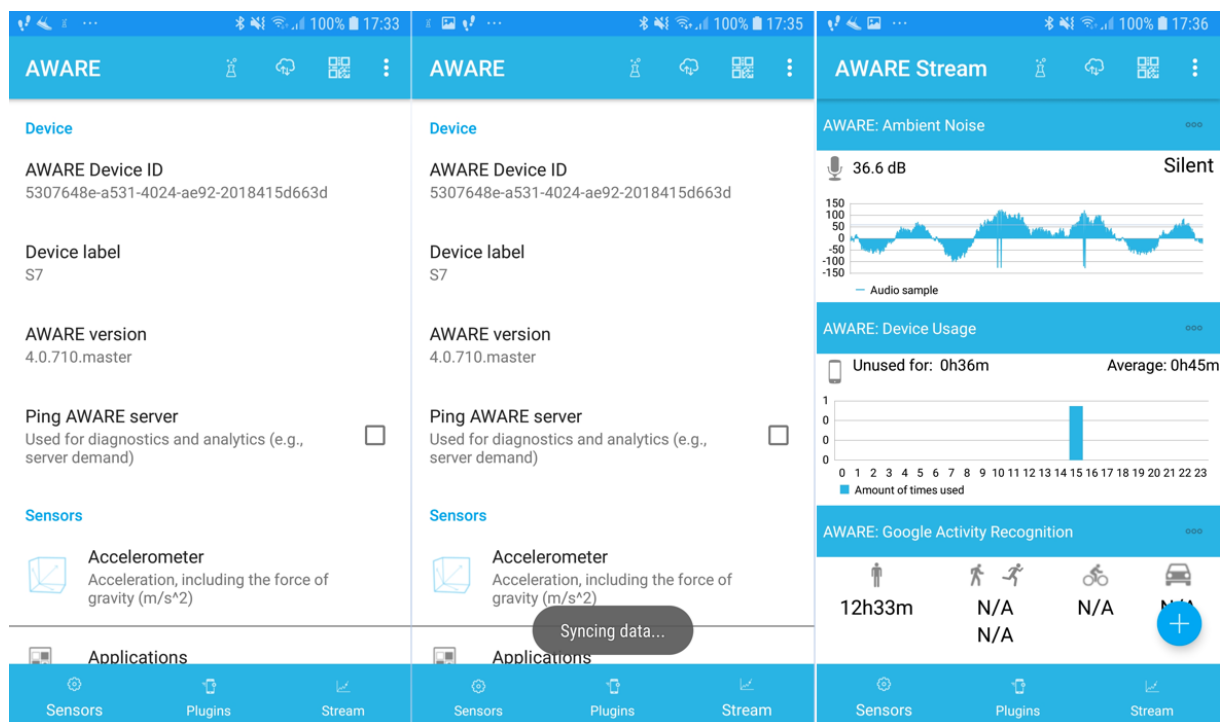 100% 17:33
AWARE
Device
AWARE Device ID
5307648e-a531-4024-ae92-2018415d663d
Device label
S7
AWARE version
4.0.710.master
Ping AWARE server
Used for diagnostics and analytics (e.g.,
server demand)
Sensors
Accelerometer
Acceleration, including the force of
gravity (m/s^2)
Applications
Sensors Plugins Stream
100% 17:35
AWARE
Device
AWARE Device ID
5307648e-a531-4024-ae92-2018415d663d
Device label
S7
AWARE version
4.0.710.master
Ping AWARE server
Used for diagnostics and analytics (e.g.,
server demand)
Sensors
Accelerometer
Acceleration, including the force of
gravity (m/s^2)
Syncing data...
Applications
Sensors Plugins Stream
100% 17:36
AWARE Stream
AWARE: Ambient Noise
36.6 dB Silent
150
100
50
0
-50
-100
-150
Audio sample
AWARE: Device Usage
Unused for: 0h36m Average: 0h45m
1
0
0
0
0 1 2 3 4 5 6 7 8 9 10 11 12 13 14 15 16 17 18 19 20 21 22 23
Amount of times used
AWARE: Google Activity Recognition
12h33m N/A N/A N/A
N/A
Sensors Plugins Stream